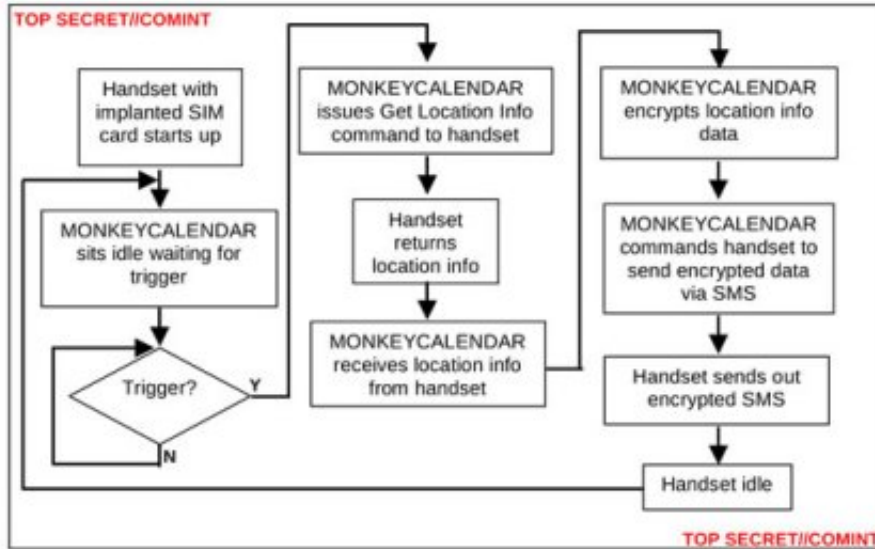 TOP SECRET//COMINT
Handset with
implanted SIM
card starts up
MONKEYCALENDAR
sits idle waiting for
trigger
Trigger?
Y
N
MONKEYCALENDAR
issues Get Location Info
command to handset
Handset
returns
location info
MONKEYCALENDAR
receives location info
from handset
MONKEYCALENDAR
encrypts location info
data
MONKEYCALENDAR
commands handset to
send encrypted data
via SMS
Handset sends out
encrypted SMS
Handset idle
TOP SECRET//COMINT